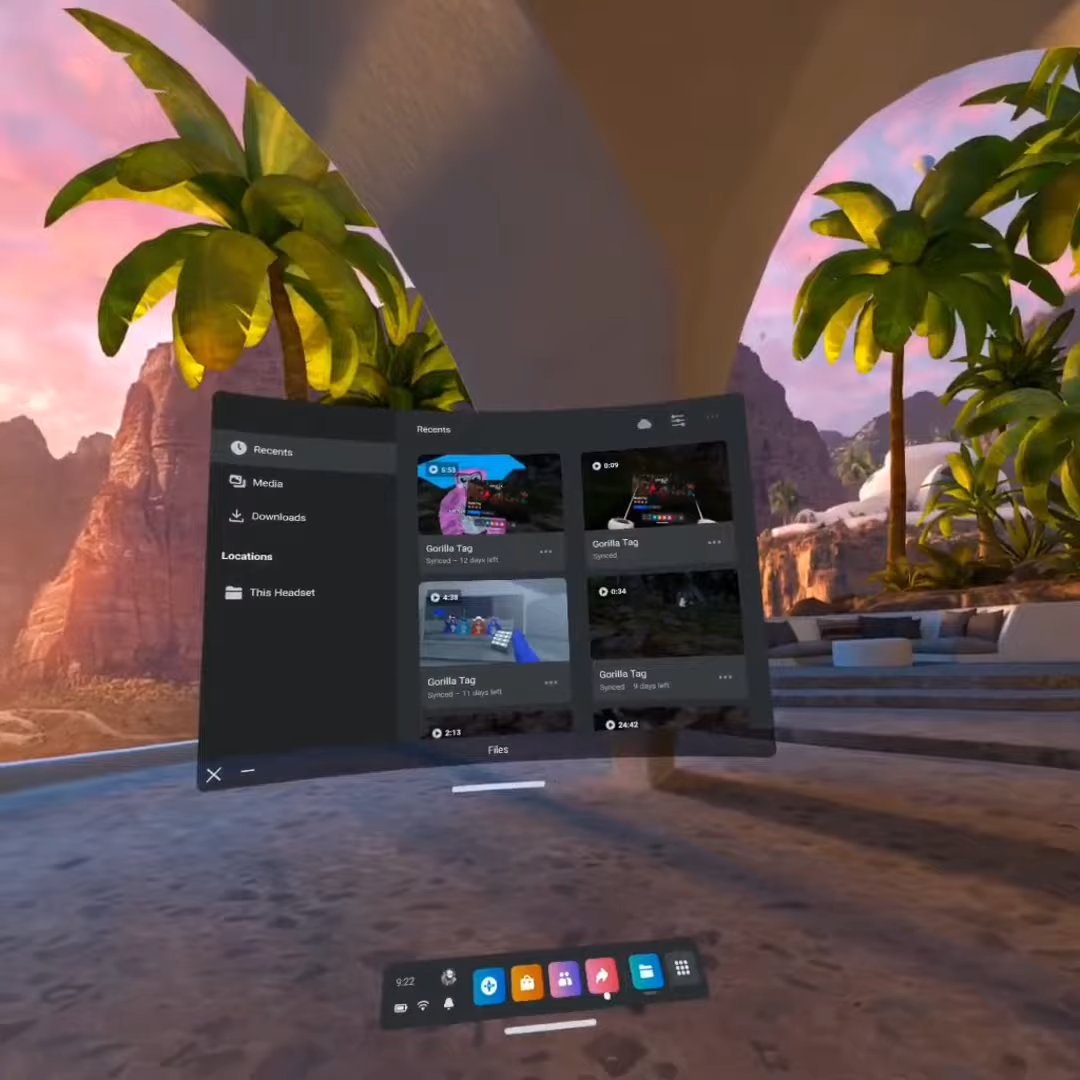 Recents
Recents
Media
Downloads
Locations
This Headset
5:53
Gorilla Tag
Synced – 12 days left
0:09
Gorilla Tag
Synced
4:38
Gorilla Tag
Synced – 11 days left
0:34
Gorilla Tag
Synced 9 days left
2:13
24:42
Files
9:22